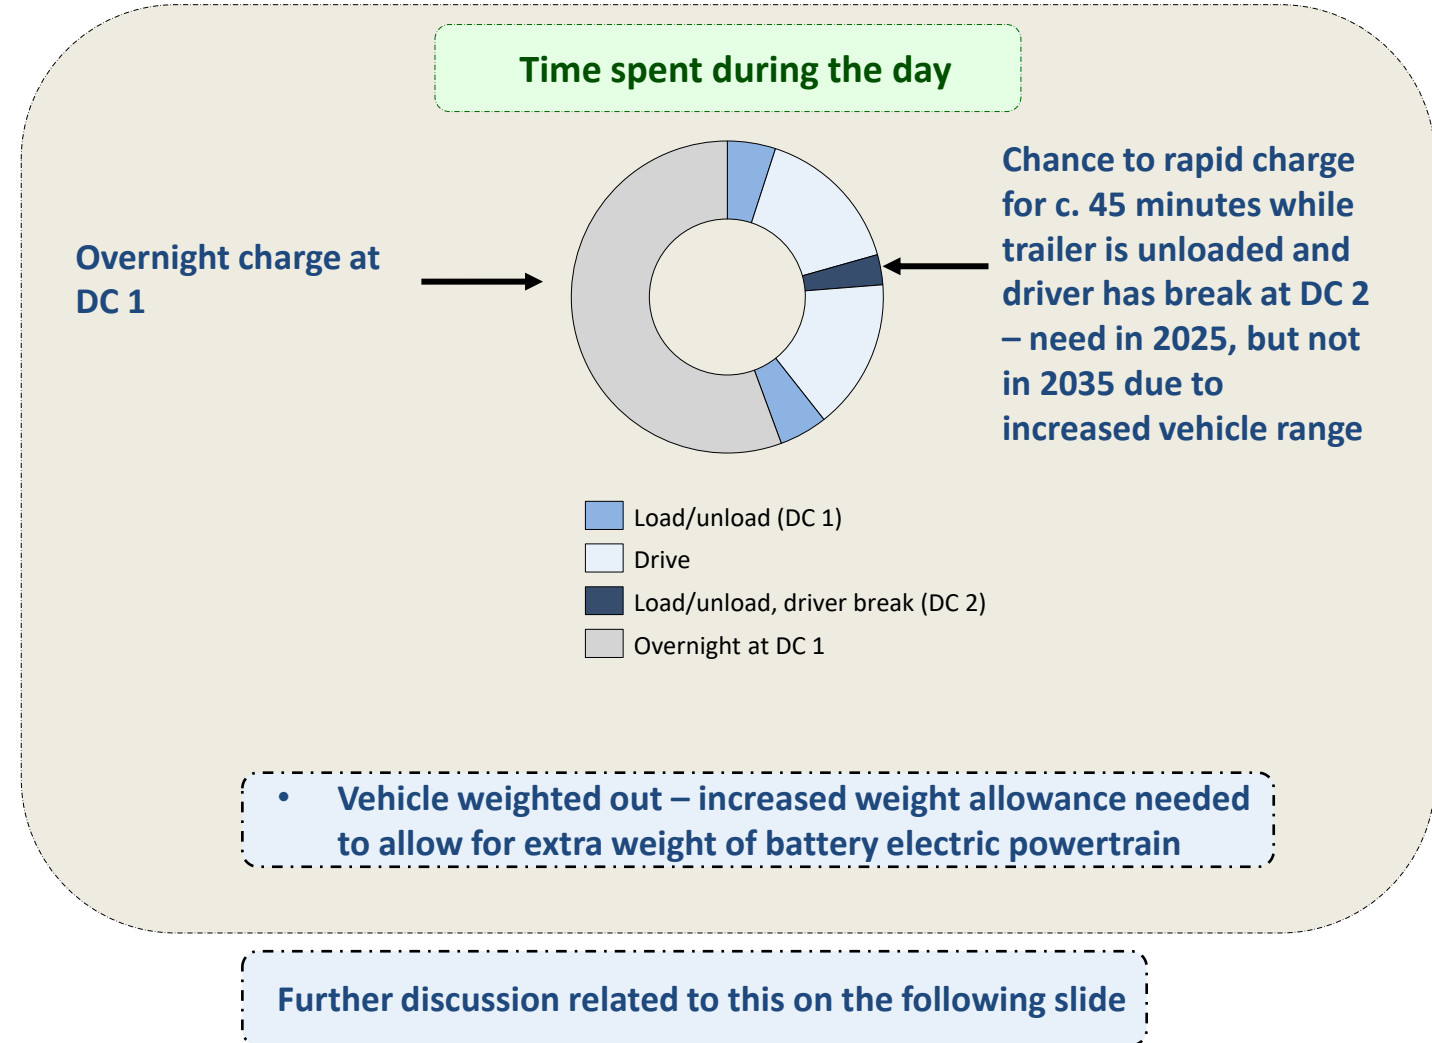 Time spent during the day
Overnight charge at
DC 1
Chance to rapid charge
for c. 45 minutes while
trailer is unloaded and
driver has break at DC 2
– need in 2025, but not
in 2035 due to
increased vehicle range
Load/unload (DC 1)
Drive
Load/unload, driver break (DC 2)
Overnight at DC 1
• Vehicle weighted out – increased weight allowance needed
to allow for extra weight of battery electric powertrain
Further discussion related to this on the following slide